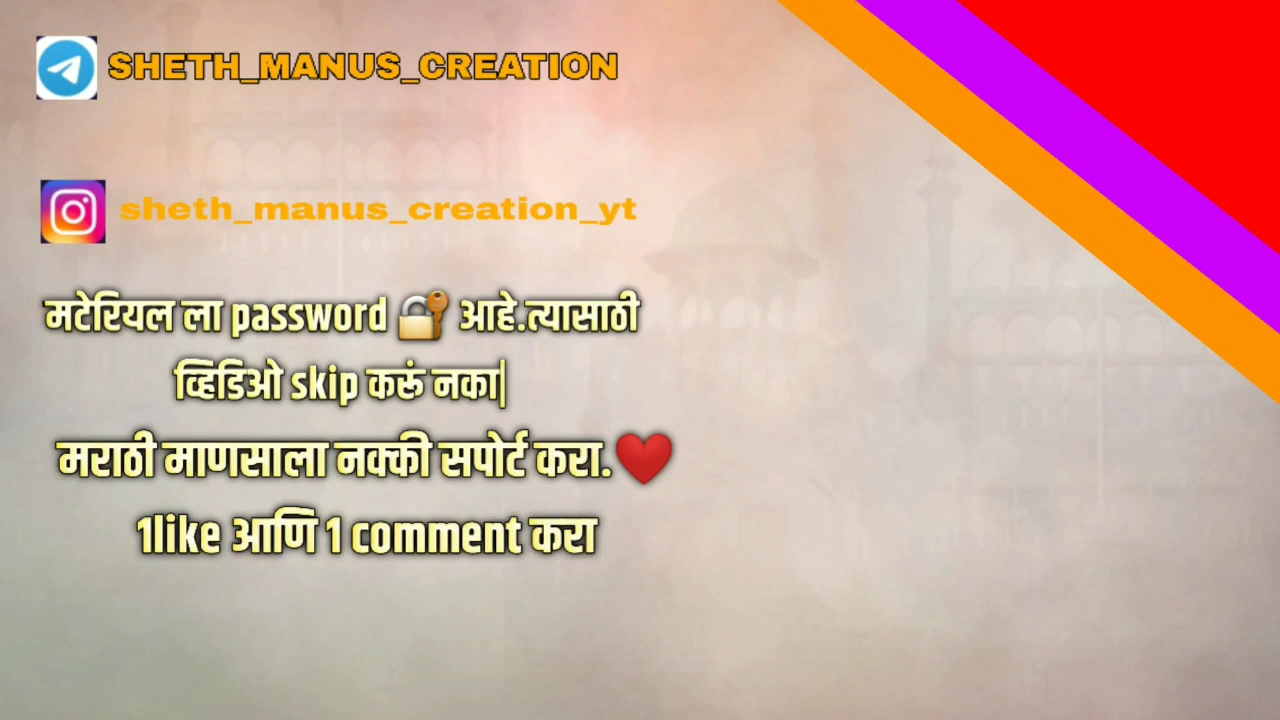 SHETH_MANUS_CREATION
sheth_manus_creation_yt
मटेरियल ला password 🔐 आहे.त्यासाठी
व्हिडिओ skip करूं नका|
मराठी माणसाला नक्की सपोर्ट करा.❤️
1like आणि 1 comment करा